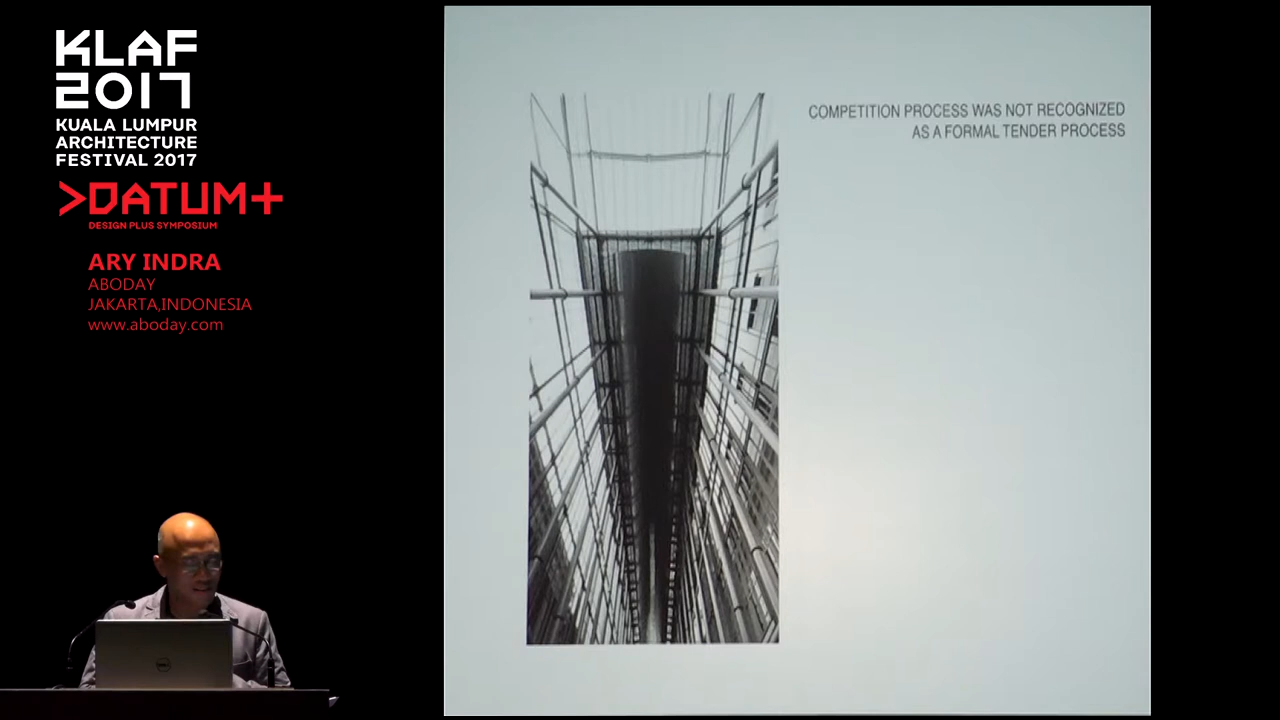 KLAF
2017
KUALA LUMPUR
ARCHITECTURE
FESTIVAL 2017
>DATUM+
DESIGN PLUS SYMPOSIUM
ARY INDRA
ABODAY
JAKARTA,INDONESIA
www.aboday.com
COMPETITION PROCESS WAS NOT RECOGNIZED
AS A FORMAL TENDER PROCESS
DELL